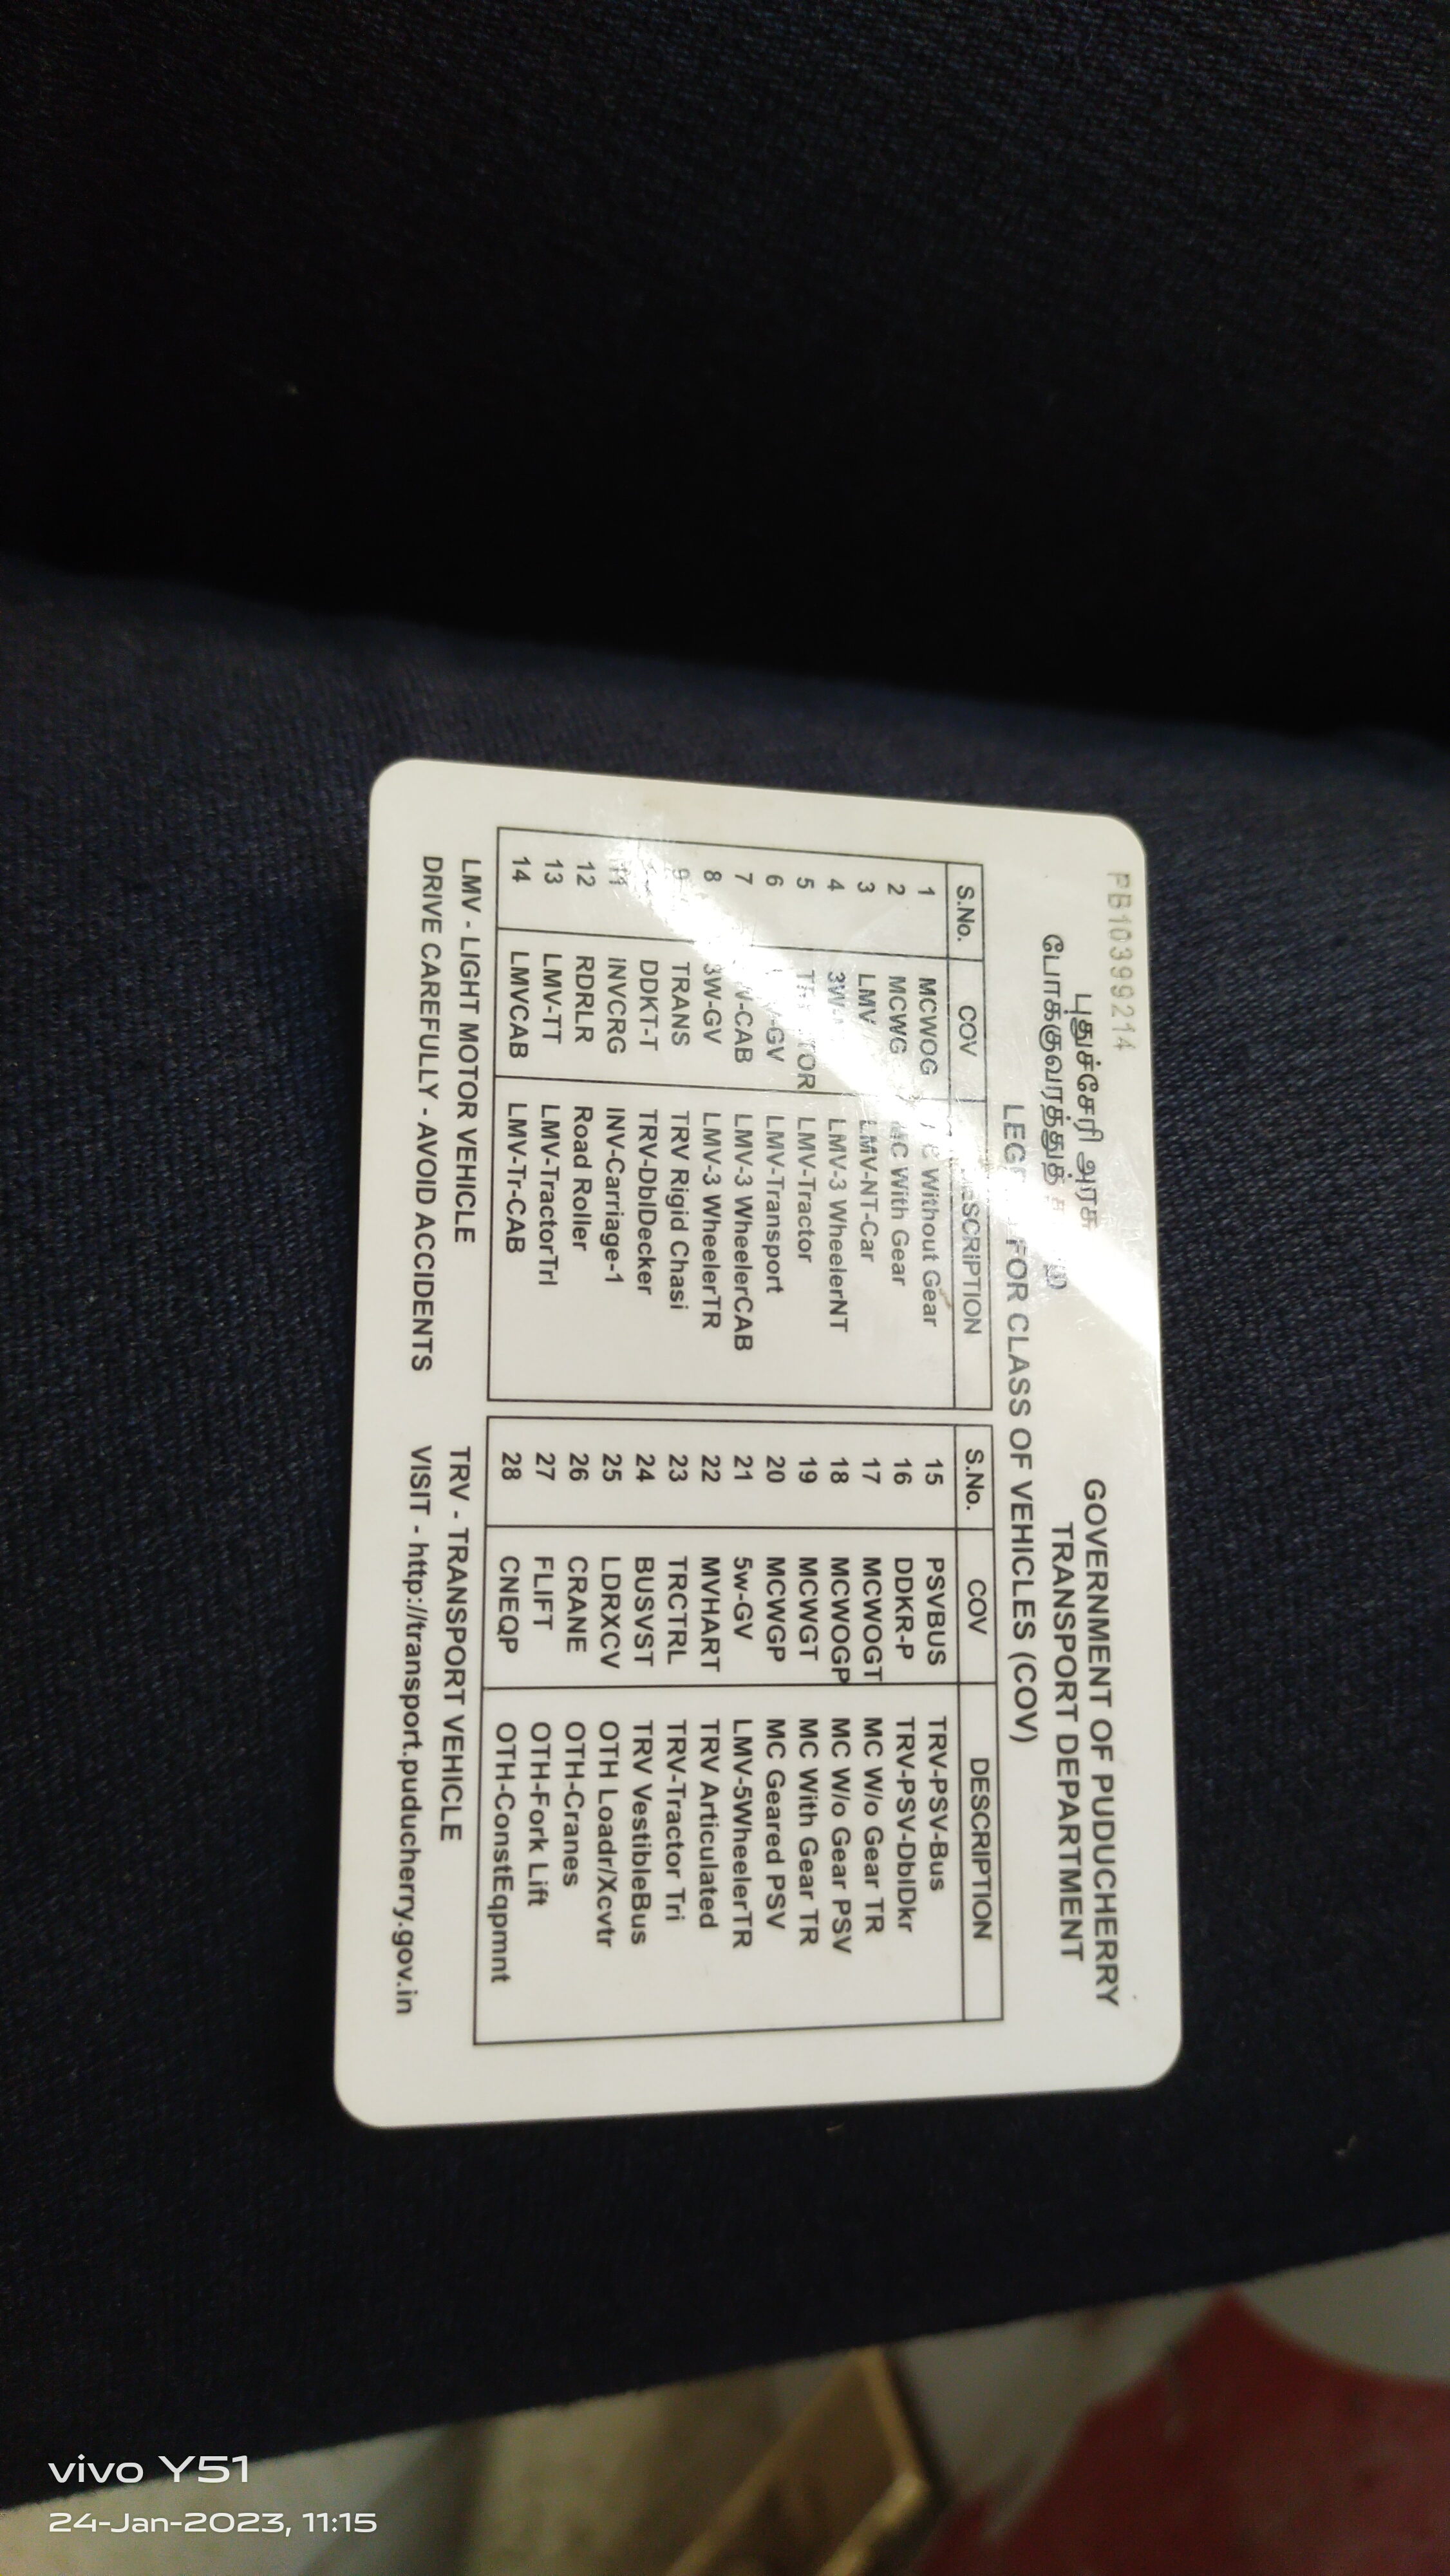 PB10399214
புதுச்சேரி அரசு GOVERNMENT OF PUDUCHERRY
போக்குவரத்துத் TRANSPORT DEPARTMENT
FOR CLASS OF VEHICLES (COV)
S.No. COV S.No. COV DESCRIPTION
1 MCWOG Without Gear 15 PSVBUS TRV-PSV-Bus
2 MCWG With Gear 16 DDKR-P TRV-PSV-DblDkr
3 LMV LMV-NT-Car 17 MCWOGT MC W/o Gear TR
4 LMV-3 WheelerNT 18 MCWOGP MC W/o Gear PSV
5 LMV-Tractor 19 MCWGT MC With Gear TR
6 LMV-Transport 20 MCWGP MC Geared PSV
7 LMV-3 WheelerCAB 21 5w-GV LMV-5WheelerTR
8 3W-GV LMV-3 WheelerTR 22 MVHART TRV Articulated
9 TRANS TRV Rigid Chasi 23 TRCTRL TRV-Tractor Tri
DDKT-T TRV-DblDecker 24 BUSVST TRV VestibleBus
11 INVCRG INV-Carriage-1 25 LDRXCV OTH Loadr/Xcvtr
12 RDRLR Road Roller 26 CRANE OTH-Cranes
13 LMV-TT LMV-TractorTrl 27 FLIFT OTH-Fork Lift
14 LMVCAB LMV-Tr-CAB 28 CNEQP OTH-ConstEqpmnt
LMV - LIGHT MOTOR VEHICLE TRV - TRANSPORT VEHICLE
DRIVE CAREFULLY - AVOID ACCIDENTS VISIT - http://transport.puducherry.gov.in
vivo Y51
24-Jan-2023, 11:15